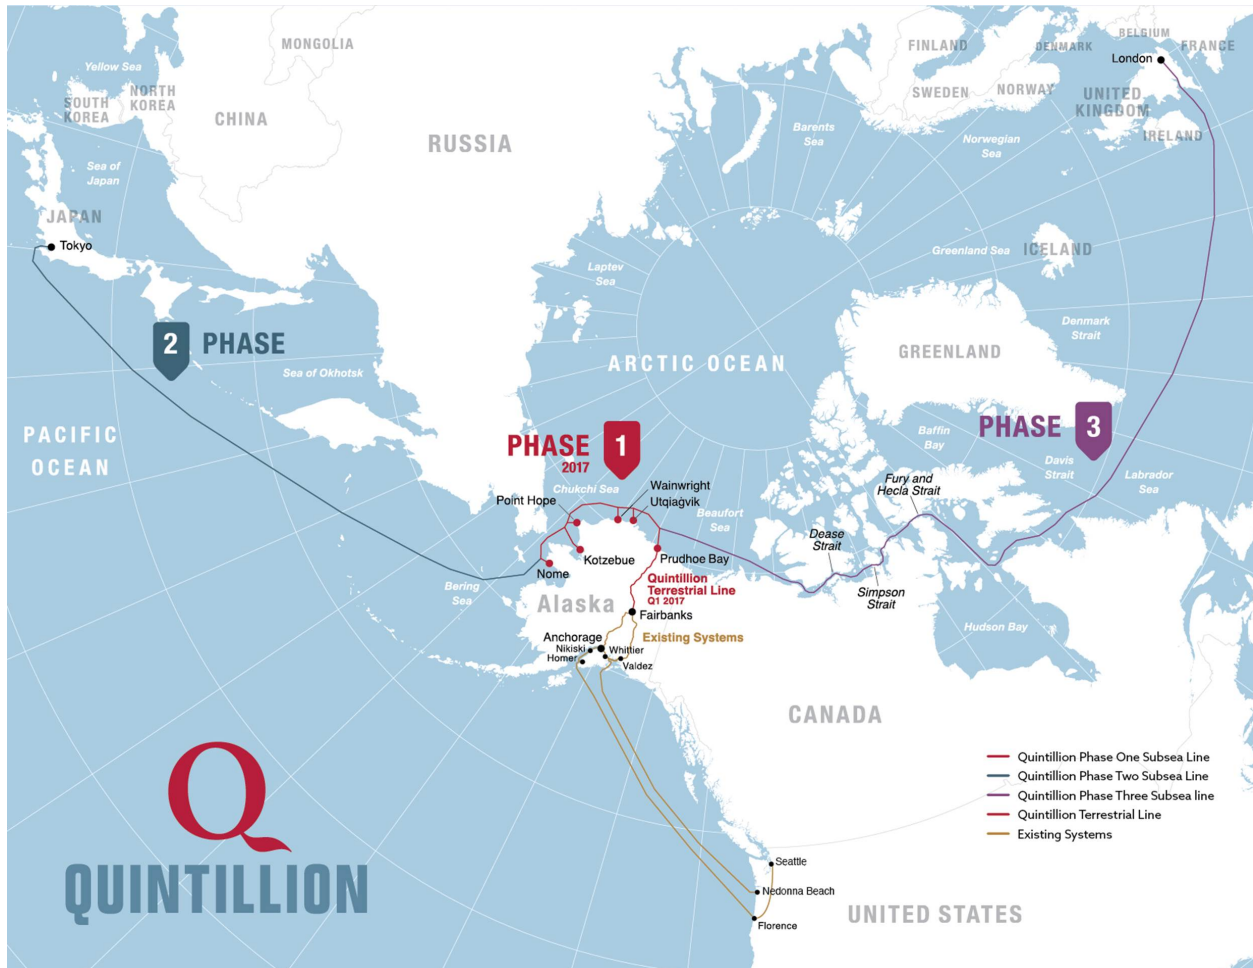 MONGOLIA
FINLAND
DENMARK
BELGIUM
FRANCE
London
Yellow Sea
SOUTH
KOREA
NORTH
KOREA
CHINA
SWEDEN
NORWAY
UNITED
KINGDOM
IRELAND
RUSSIA
Barents
Sea
Norwegian
Sea
Sea of
Japan
JAPAN
Tokyo
Greenland Sea
ICELAND
Laptev
Sea
2 PHASE
Denmark
Strait
GREENLAND
ARCTIC OCEAN
Sea of Okhotsk
PACIFIC
OCEAN
PHASE 1
2017
PHASE 3
Baffin
Bay
Davis
Strait
Labrador
Sea
Fury and
Hecla Strait
Chukchi Sea
Wainwright
Utqiaġvik
Point Hope
Beaufort
Sea
Dease
Strait
Kotzebue
Prudhoe Bay
Nome
Bering
Sea
Simpson
Strait
Quintillion
Terrestrial Line
Q1 2017
Alaska
Fairbanks
Hudson Bay
Anchorage
Existing Systems
Nikiski
Whittier
Homer
Valdez
CANADA
Quintillion Phase One Subsea Line
Quintillion Phase Two Subsea Line
Quintillion Phase Three Subsea line
Quintillion Terrestrial Line
Existing Systems
Q
QUINTILLION
Seattle
Nedonna Beach
Florence
UNITED STATES